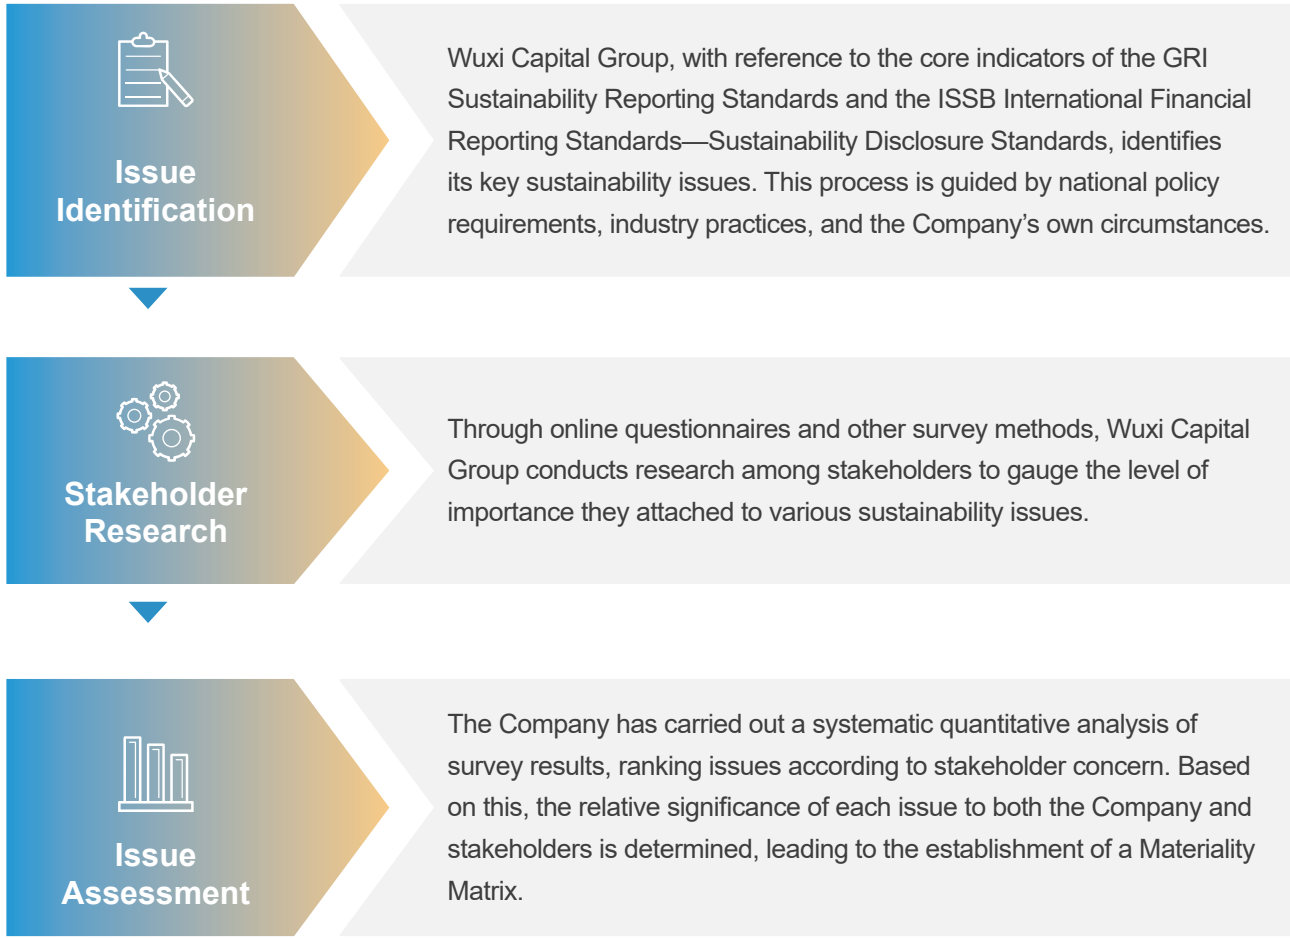 Issue
Identification
Wuxi Capital Group, with reference to the core indicators of the GRI
Sustainability Reporting Standards and the ISSB International Financial
Reporting Standards—Sustainability Disclosure Standards, identifies
its key sustainability issues. This process is guided by national policy
requirements, industry practices, and the Company’s own circumstances.
Stakeholder
Research
Through online questionnaires and other survey methods, Wuxi Capital
Group conducts research among stakeholders to gauge the level of
importance they attached to various sustainability issues.
Issue
Assessment
The Company has carried out a systematic quantitative analysis of
survey results, ranking issues according to stakeholder concern. Based
on this, the relative significance of each issue to both the Company and
stakeholders is determined, leading to the establishment of a Materiality
Matrix.